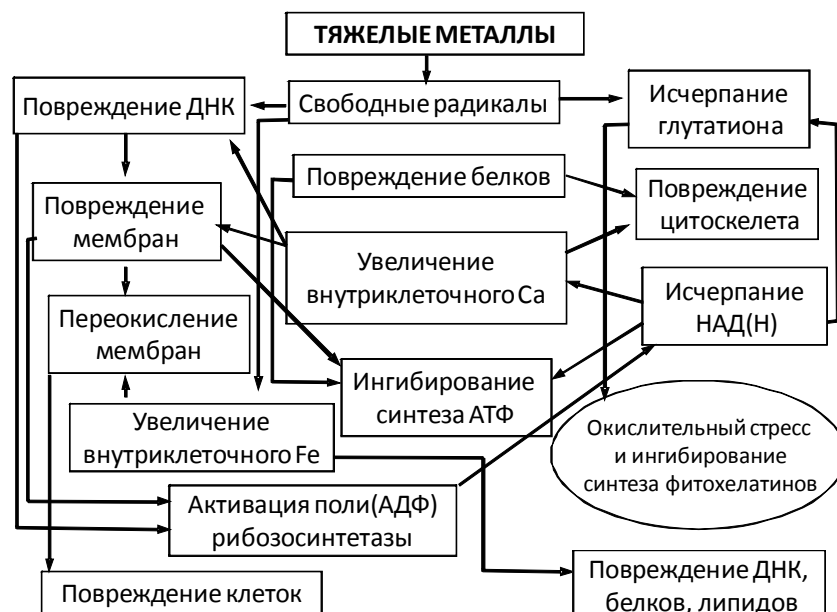 ТЯЖЕЛЫЕ МЕТАЛЛЫ
Повреждение ДНК
Свободные радикалы
Исчерпание
глутатиона
Повреждение белков
Повреждение
цитоскелета
Повреждение
мембран
Увеличение
внутриклеточного Са
Исчерпание
НАД(Н)
Переокисление
мембран
Ингибирование
синтеза АТФ
Увеличение
внутриклеточного Fe
Окислительный стресс
и ингибирование
синтеза фитохелатинов
Активация поли(АДФ)
рибозосинтетазы
Повреждение клеток
Повреждение ДНК,
белков, липидов